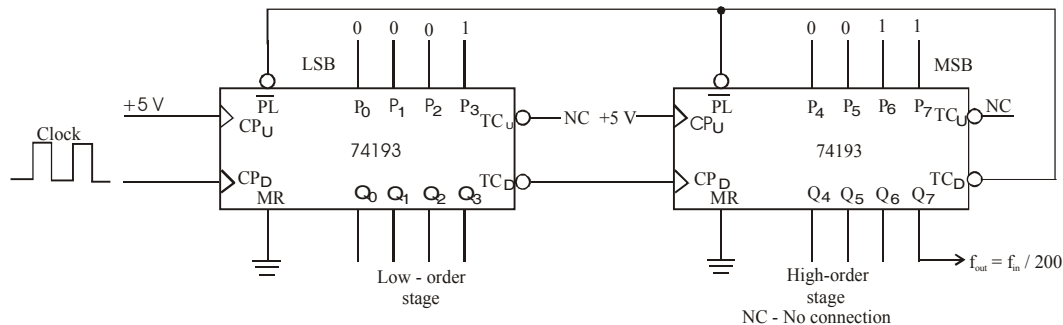 0 0 0 1
0 0 1 1
LSB
MSB
PL P0 P1 P2 P3
PL P4 P5 P6 P7
+5 V
CPU
TCU
NC
+5 V
CPU
TCU
NC
Clock
74193
74193
CPD
TCD
CPD
TCD
MR
Q0 Q1 Q2 Q3
MR
Q4 Q5 Q6 Q7
fout = fin / 200
Low - order
stage
High-order
stage
NC - No connection